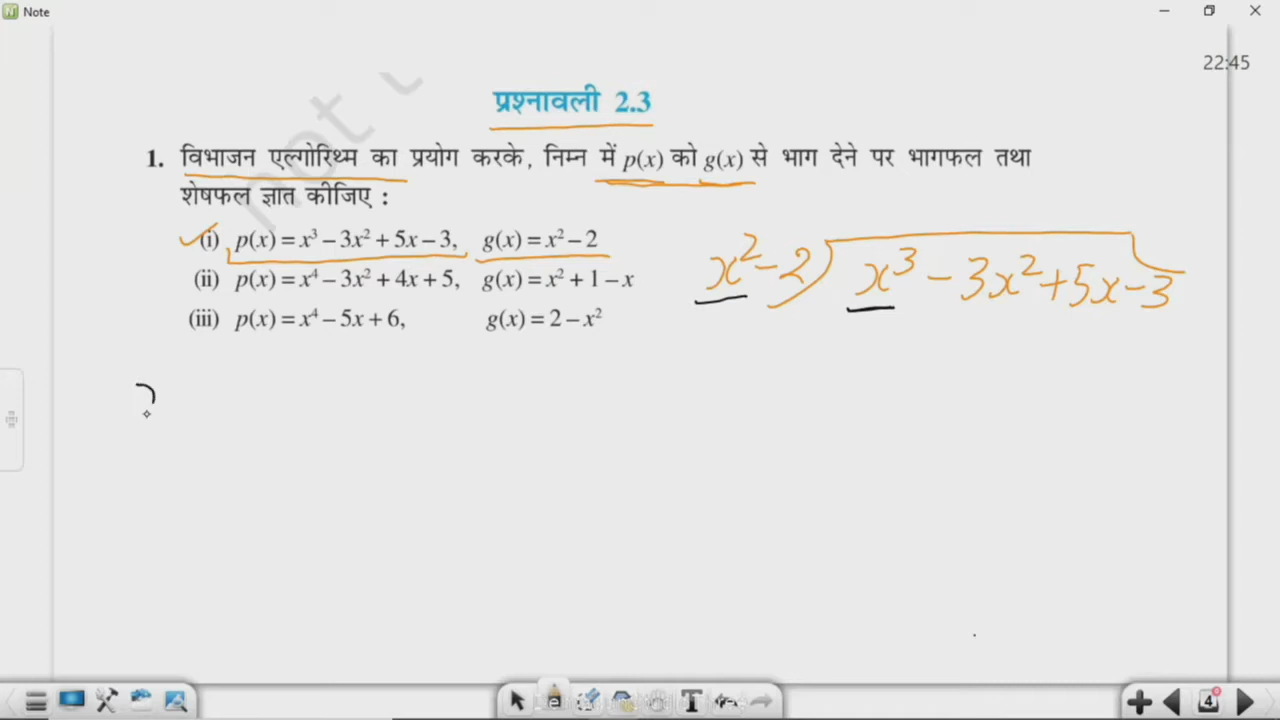 Note
22:45
not
प्रश्नावली 2.3
1. विभाजन एल्गोरिथ्म का प्रयोग करके, निम्न में p(x) को g(x) से भाग देने पर भागफल तथा
शेषफल ज्ञात कीजिए :
(i) p(x) = x³ – 3x² + 5x – 3, g(x) = x² – 2
(ii) p(x) = x⁴ – 3x² + 4x + 5, g(x) = x² + 1 – x
(iii) p(x) = x⁴ – 5x + 6, g(x) = 2 – x²
x² – 2) x³ – 3x² + 5x – 3
4